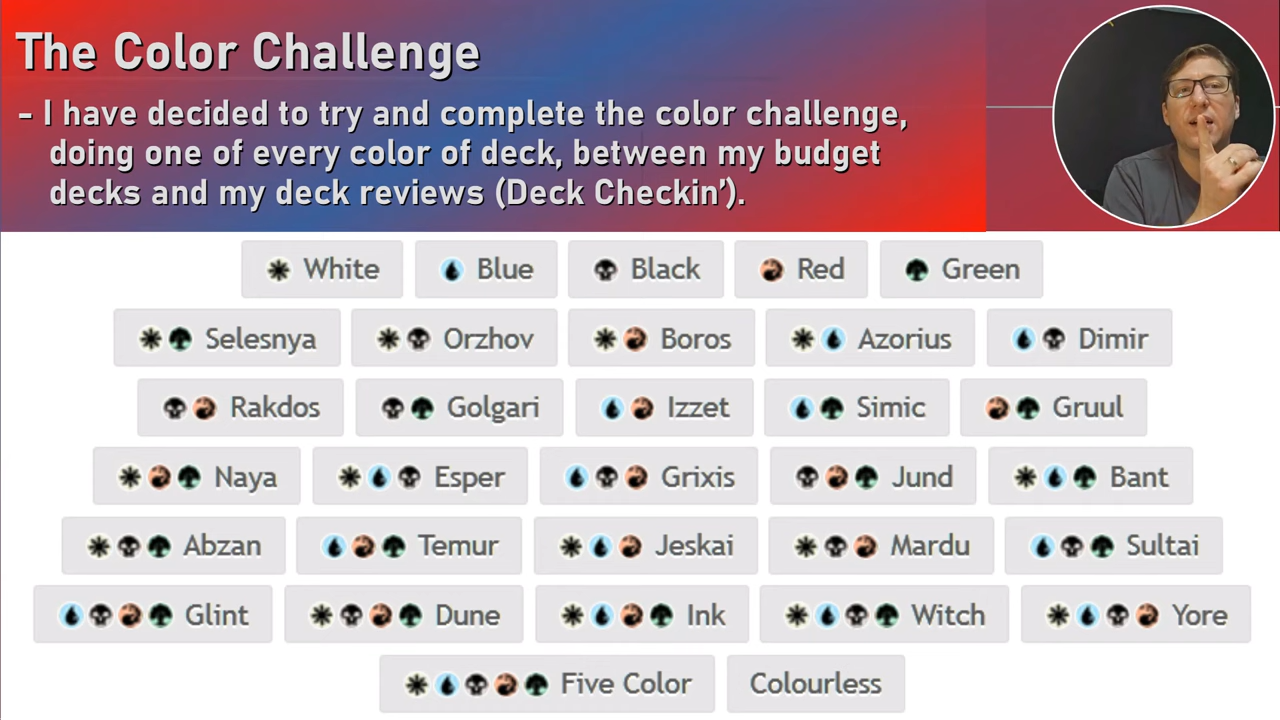 The Color Challenge
- I have decided to try and complete the color challenge,
doing one of every color of deck, between my budget
decks and my deck reviews (Deck Checkin').
White Blue Black Red Green
Selesnya Orzhov Boros Azorius Dimir
Rakdos Golgari Izzet Simic Gruul
Naya Esper Grixis Jund Bant
Abzan Temur Jeskai Mardu Sultai
Glint Dune Ink Witch Yore
Five Color Colourless